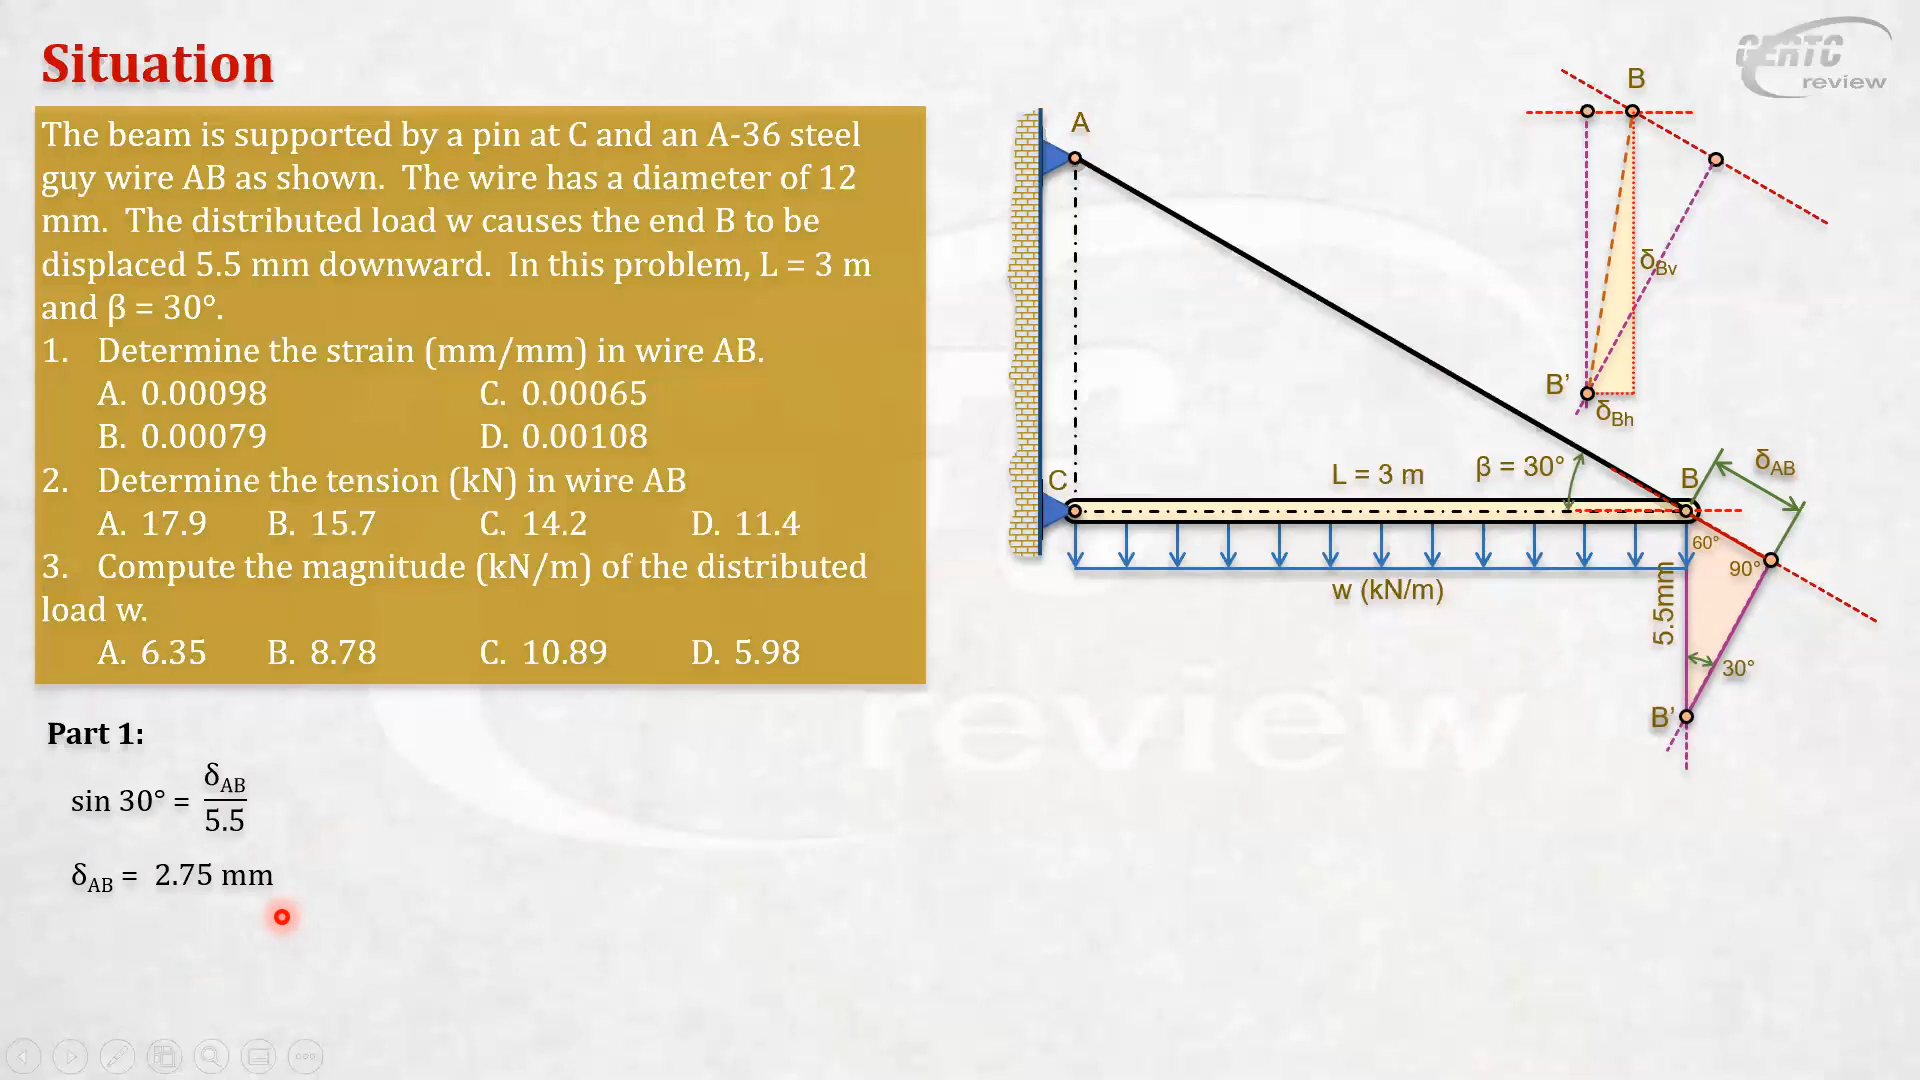 Situation
The beam is supported by a pin at C and an A-36 steel
guy wire AB as shown. The wire has a diameter of 12
mm. The distributed load w causes the end B to be
displaced 5.5 mm downward. In this problem, L = 3 m
and β = 30°.
1. Determine the strain (mm/mm) in wire AB.
A. 0.00098 C. 0.00065
B. 0.00079 D. 0.00108
2. Determine the tension (kN) in wire AB
A. 17.9 B. 15.7 C. 14.2 D. 11.4
3. Compute the magnitude (kN/m) of the distributed
load w.
A. 6.35 B. 8.78 C. 10.89 D. 5.98
Part 1:
sin 30° = δAB
5.5
δAB = 2.75 mm
CERTC
review
B
A
δBv
B'
δBh
C
L = 3 m
β = 30°
B
δAB
60°
90°
w (kN/m)
5.5mm
30°
B'
review